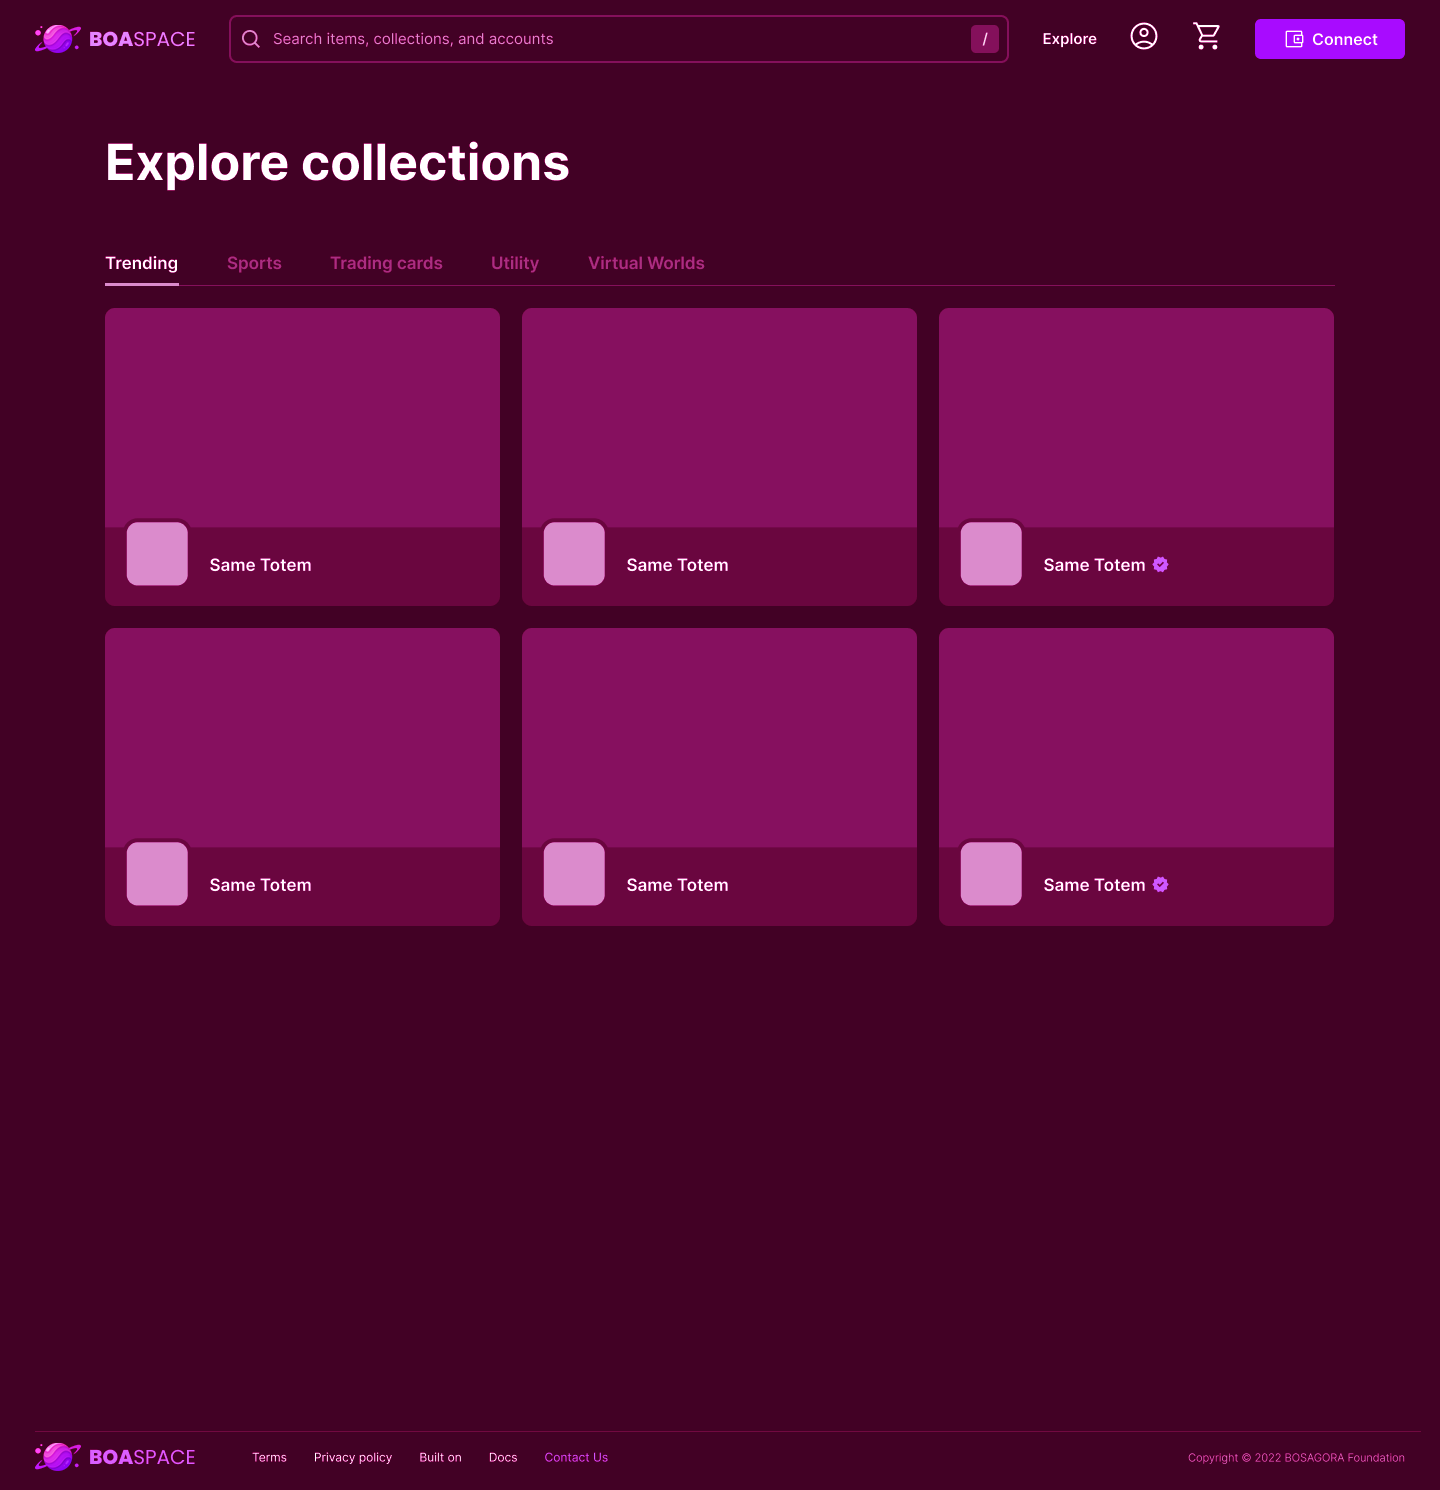 BOASPACE
Search items, collections, and accounts
/
Explore
Connect
Explore collections
Trending
Sports
Trading cards
Utility
Virtual Worlds
Same Totem
Same Totem
Same Totem
Same Totem
Same Totem
Same Totem
BOASPACE
Terms
Privacy policy
Built on
Docs
Contact Us
Copyright © 2022 BOSAGORA Foundation